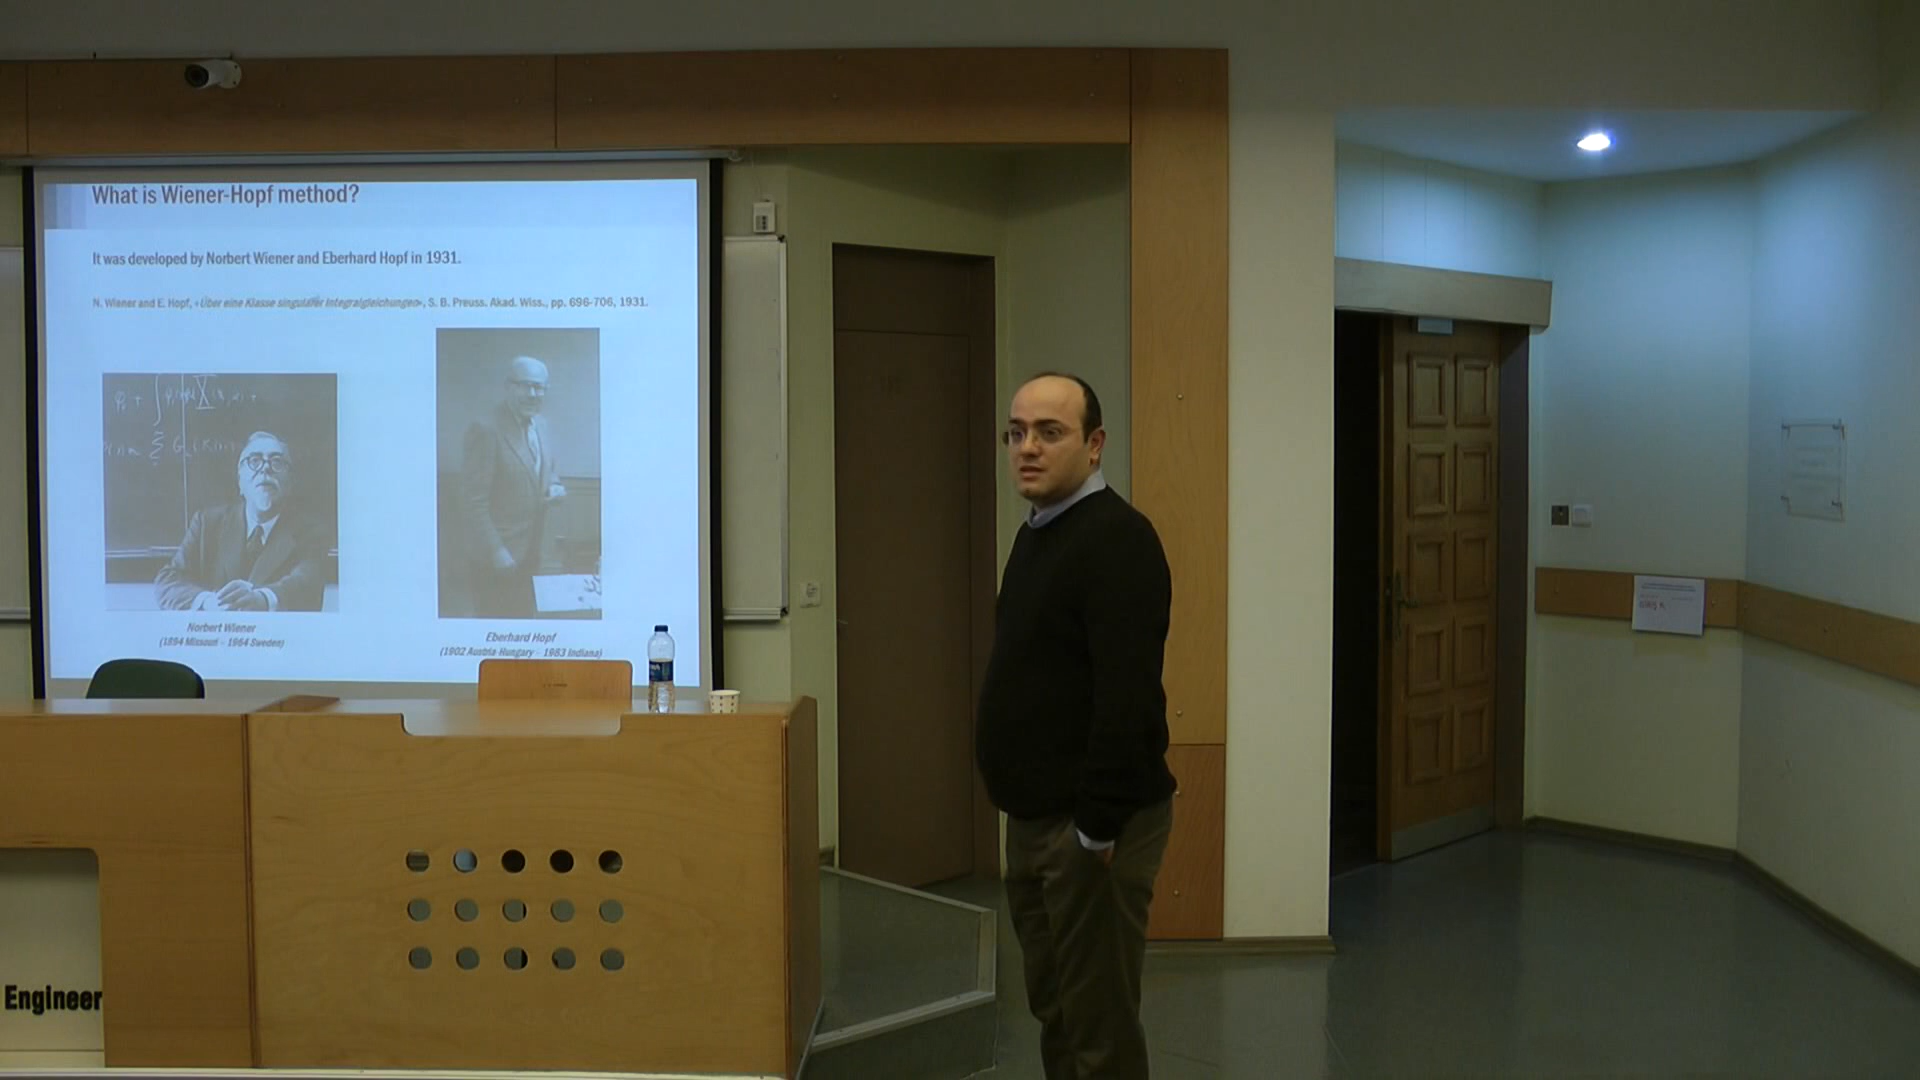 What is Wiener-Hopf method?
It was developed by Norbert Wiener and Eberhard Hopf in 1931.
N. Wiener and E. Hopf, «Über eine Klasse singulärer Integralgleichungen», S. B. Preuss. Akad. Wiss., pp. 696-706, 1931.
Norbert Wiener
(1894 Missouri - 1964 Sweden)
Eberhard Hopf
(1902 Austria-Hungary - 1983 Indiana)
Engineer